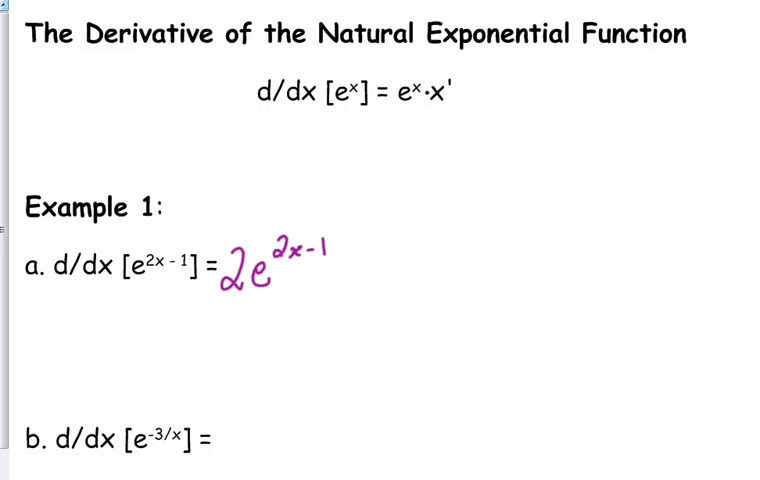 The Derivative of the Natural Exponential Function
d/dx [eˣ] = eˣ·x'
Example 1:
a. d/dx [e²ˣ⁻¹] = 2e²ˣ⁻¹
b. d/dx [e⁻³/ˣ] =